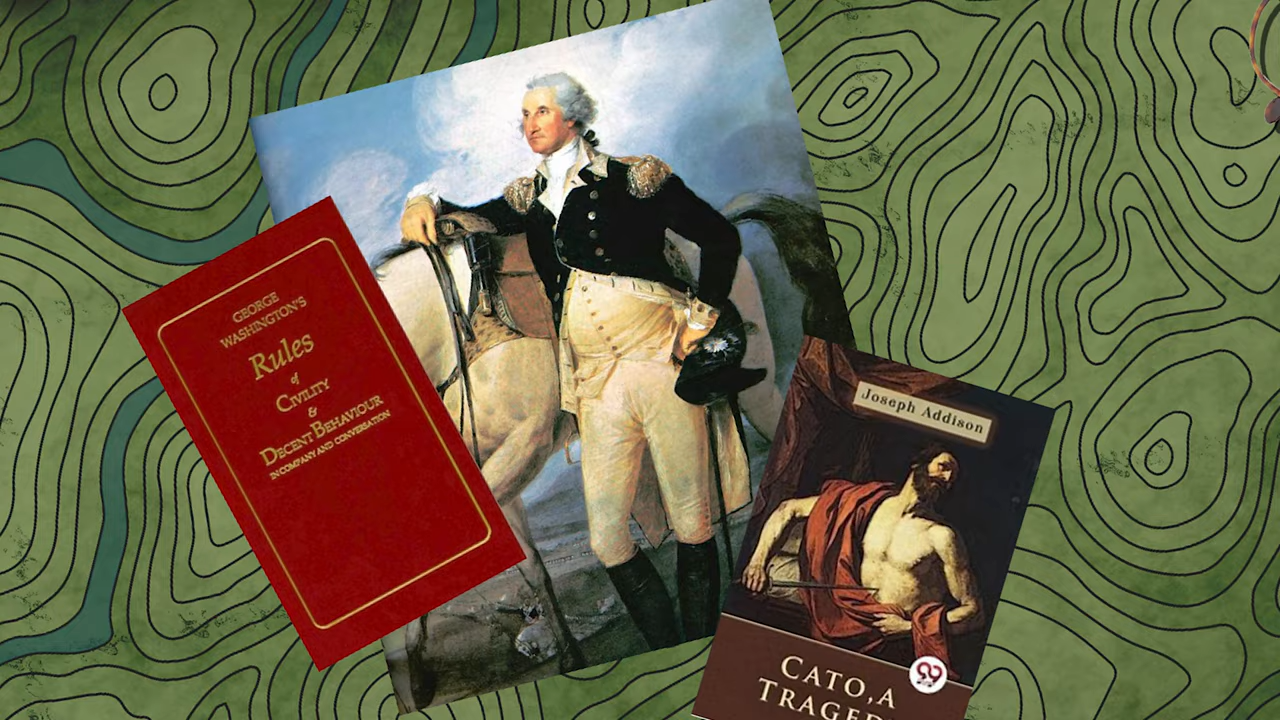 GEORGE
WASHINGTON'S
Rules
of
CIVILITY
&
DECENT BEHAVIOUR
IN COMPANY AND CONVERSATION
Joseph Addison
CATO, A